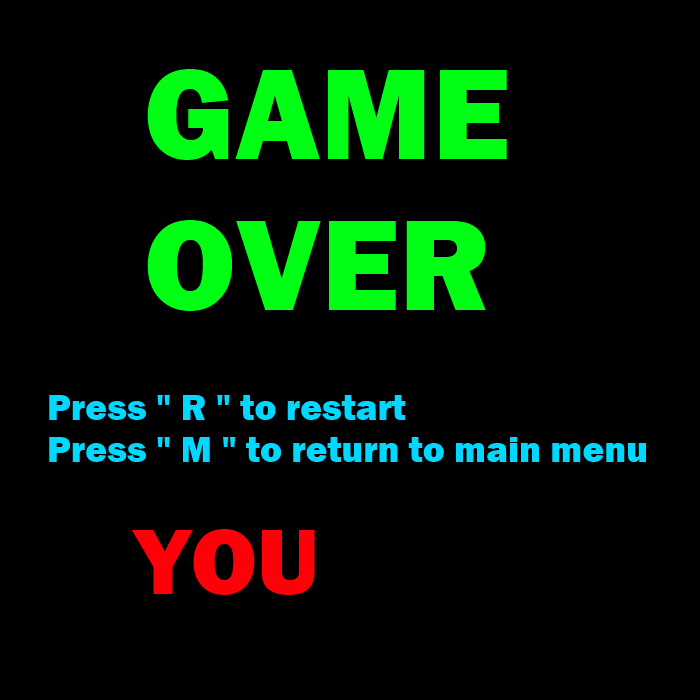 GAME
OVER
Press " R " to restart
Press " M " to return to main menu
YOU